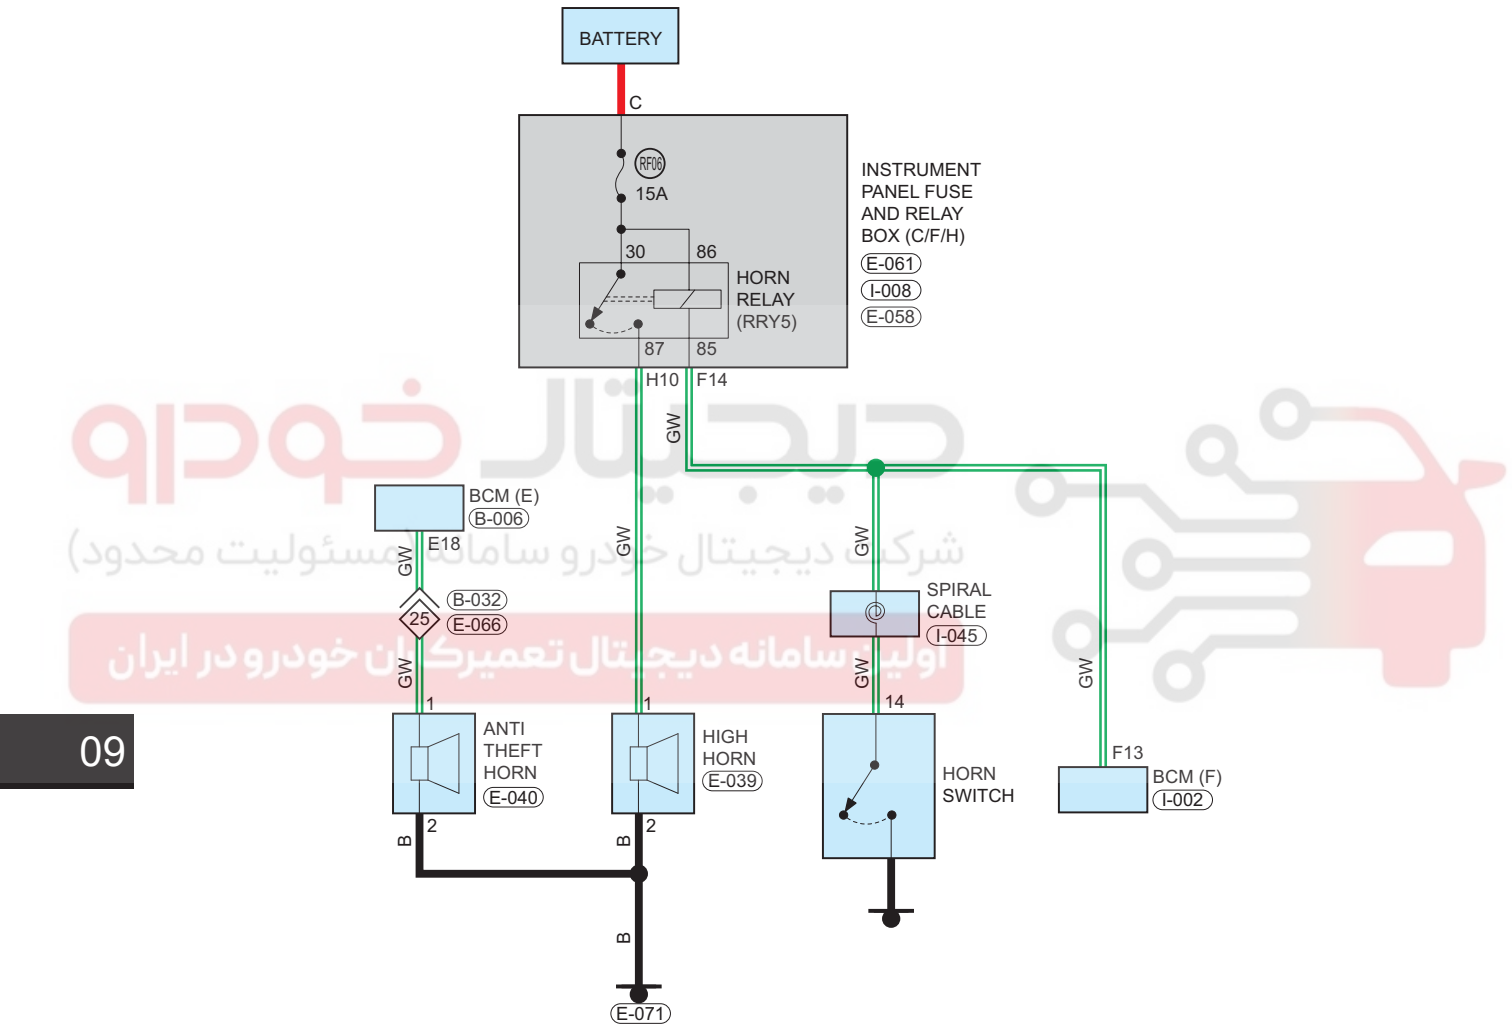 BATTERY
C
RF06
15A
INSTRUMENT
PANEL FUSE
AND RELAY
BOX (C/F/H)
E-061
I-008
E-058
30
86
HORN
RELAY
(RRY5)
87
85
H10
F14
GW
دیجیتال خودرو
BCM (E)
B-006
E18
GW
GW
GW
شرکت دیجیتال خودرو سامانه (مسئولیت محدود)
25
B-032
E-066
SPIRAL
CABLE
I-045
اولین سامانه دیجیتال تعمیرکاران خودرو در ایران
GW
GW
GW
1
1
14
09
ANTI
THEFT
HORN
E-040
HIGH
HORN
E-039
HORN
SWITCH
F13
BCM (F)
I-002
2
2
B
B
B
E-071